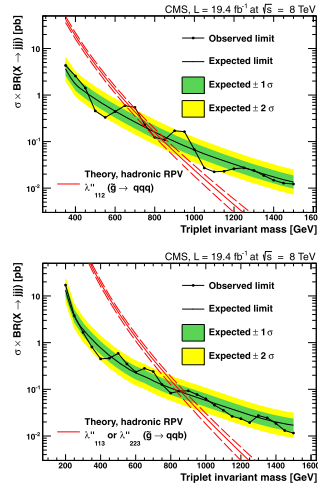 CMS, L = 19.4 fb⁻¹ at √s = 8 TeV
σ × BR(X → jjj) [pb]
10
1
10⁻¹
10⁻²
Observed limit
Expected limit
Expected ± 1 σ
Expected ± 2 σ
Theory, hadronic RPV
λ''₁₁₂ (g̃ → qqq)
400 600 800 1000 1200 1400 1600
Triplet invariant mass [GeV]
CMS, L = 19.4 fb⁻¹ at √s = 8 TeV
σ × BR(X → jjj) [pb]
10
1
10⁻¹
10⁻²
Observed limit
Expected limit
Expected ± 1 σ
Expected ± 2 σ
Theory, hadronic RPV
λ''₁₁₃ or λ''₂₂₃ (g̃ → qqb)
200 400 600 800 1000 1200 1400 1600
Triplet invariant mass [GeV]